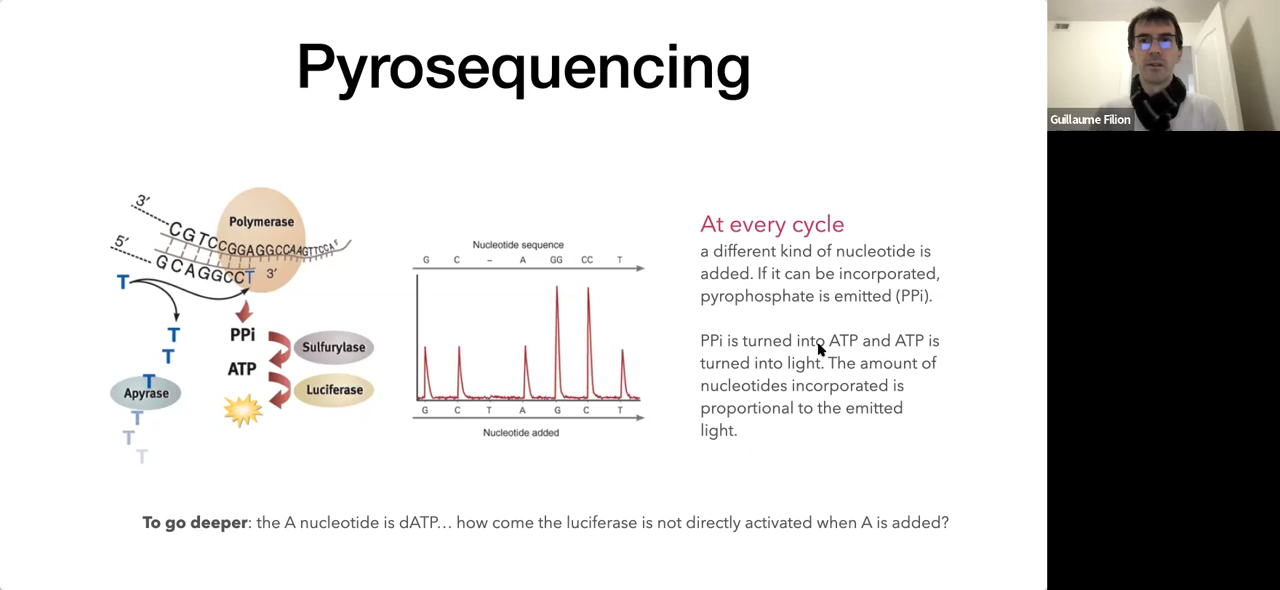 Pyrosequencing
Guillaume Filion
3′
CGTCCGGAGGCCAAGTTCCA
Polymerase
5′
GCAGGCCT 3′
T
PPi
T
T
Sulfurylase
ATP
T
Apyrase
Luciferase
T
T
T
Nucleotide sequence
G C – A GG CC T
G C T A G C T
Nucleotide added
At every cycle
a different kind of nucleotide is
added. If it can be incorporated,
pyrophosphate is emitted (PPi).
PPi is turned into ATP and ATP is
turned into light. The amount of
nucleotides incorporated is
proportional to the emitted
light.
To go deeper: the A nucleotide is dATP... how come the luciferase is not directly activated when A is added?